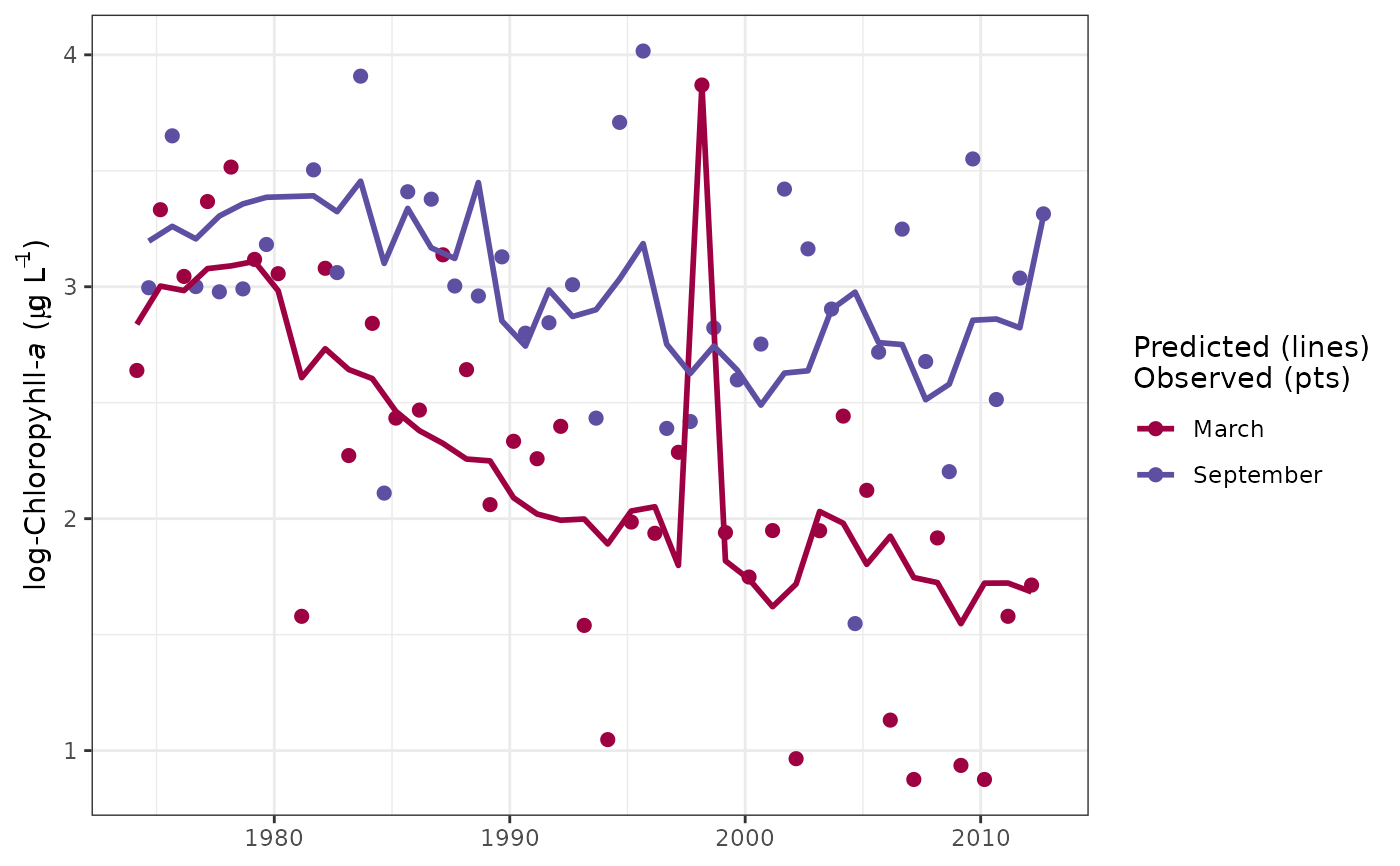 4
3
2
1
log-Chloropyhll-a (µg L⁻¹)
1980
1990
2000
2010
Predicted (lines)
Observed (pts)
March
September